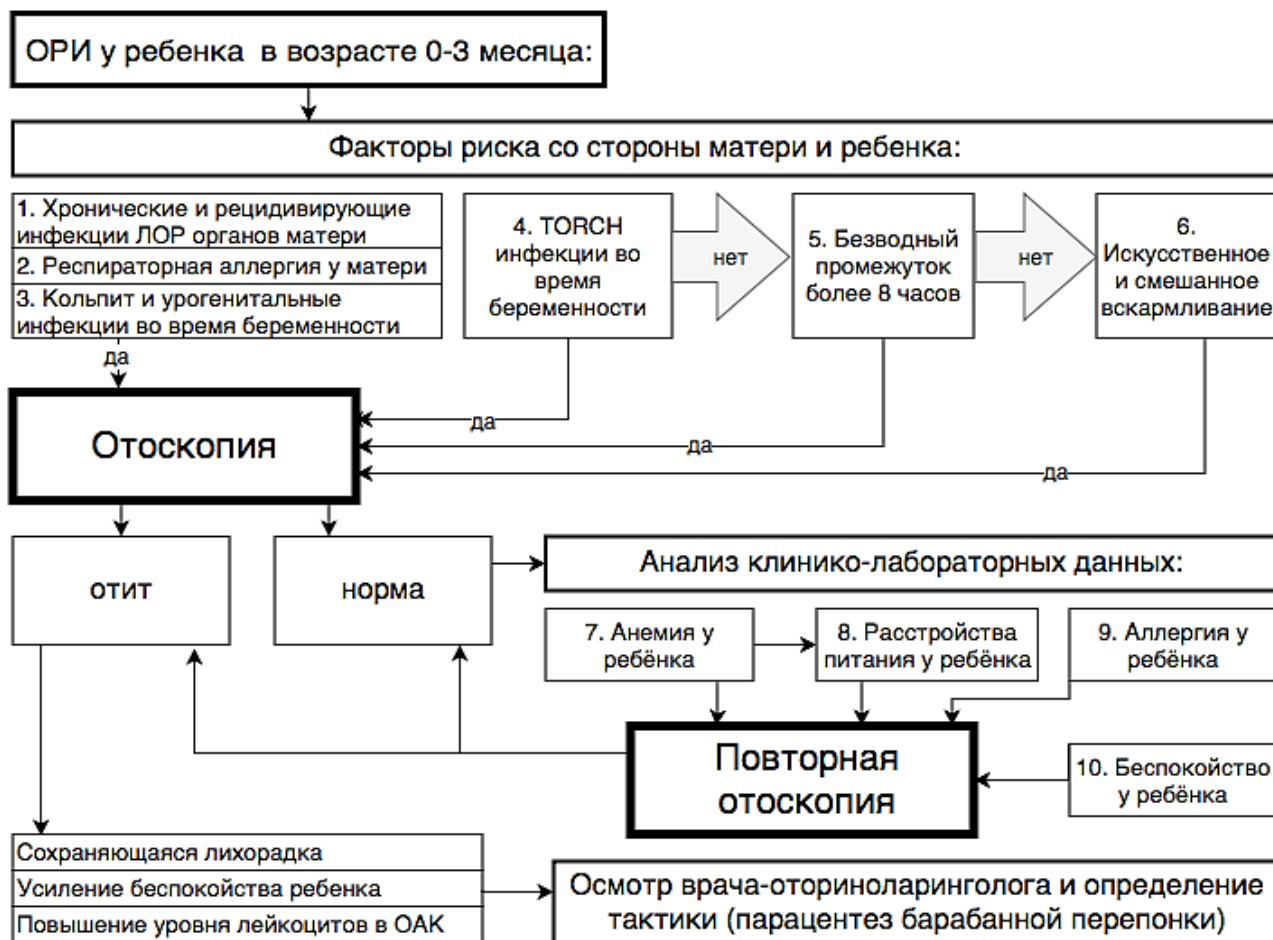 ОРИ у ребенка в возрасте 0-3 месяца:
Факторы риска со стороны матери и ребенка:
1. Хронические и рецидивирующие
инфекции ЛОР органов матери
2. Респираторная аллергия у матери
3. Кольпит и урогенитальные
инфекции во время беременности
4. TORCH
инфекции во
время
беременности
нет
5. Безводный
промежуток
более 8 часов
нет
6.
Искусственное
и смешанное
вскармливание
да
да
да
да
Отоскопия
отит
норма
Анализ клинико-лабораторных данных:
7. Анемия у
ребёнка
8. Расстройства
питания у ребёнка
9. Аллергия у
ребёнка
Повторная
отоскопия
10. Беспокойство
у ребёнка
Сохраняющаяся лихорадка
Усиление беспокойства ребенка
Повышение уровня лейкоцитов в ОАК
Осмотр врача-оториноларинголога и определение
тактики (парацентез барабанной перепонки)